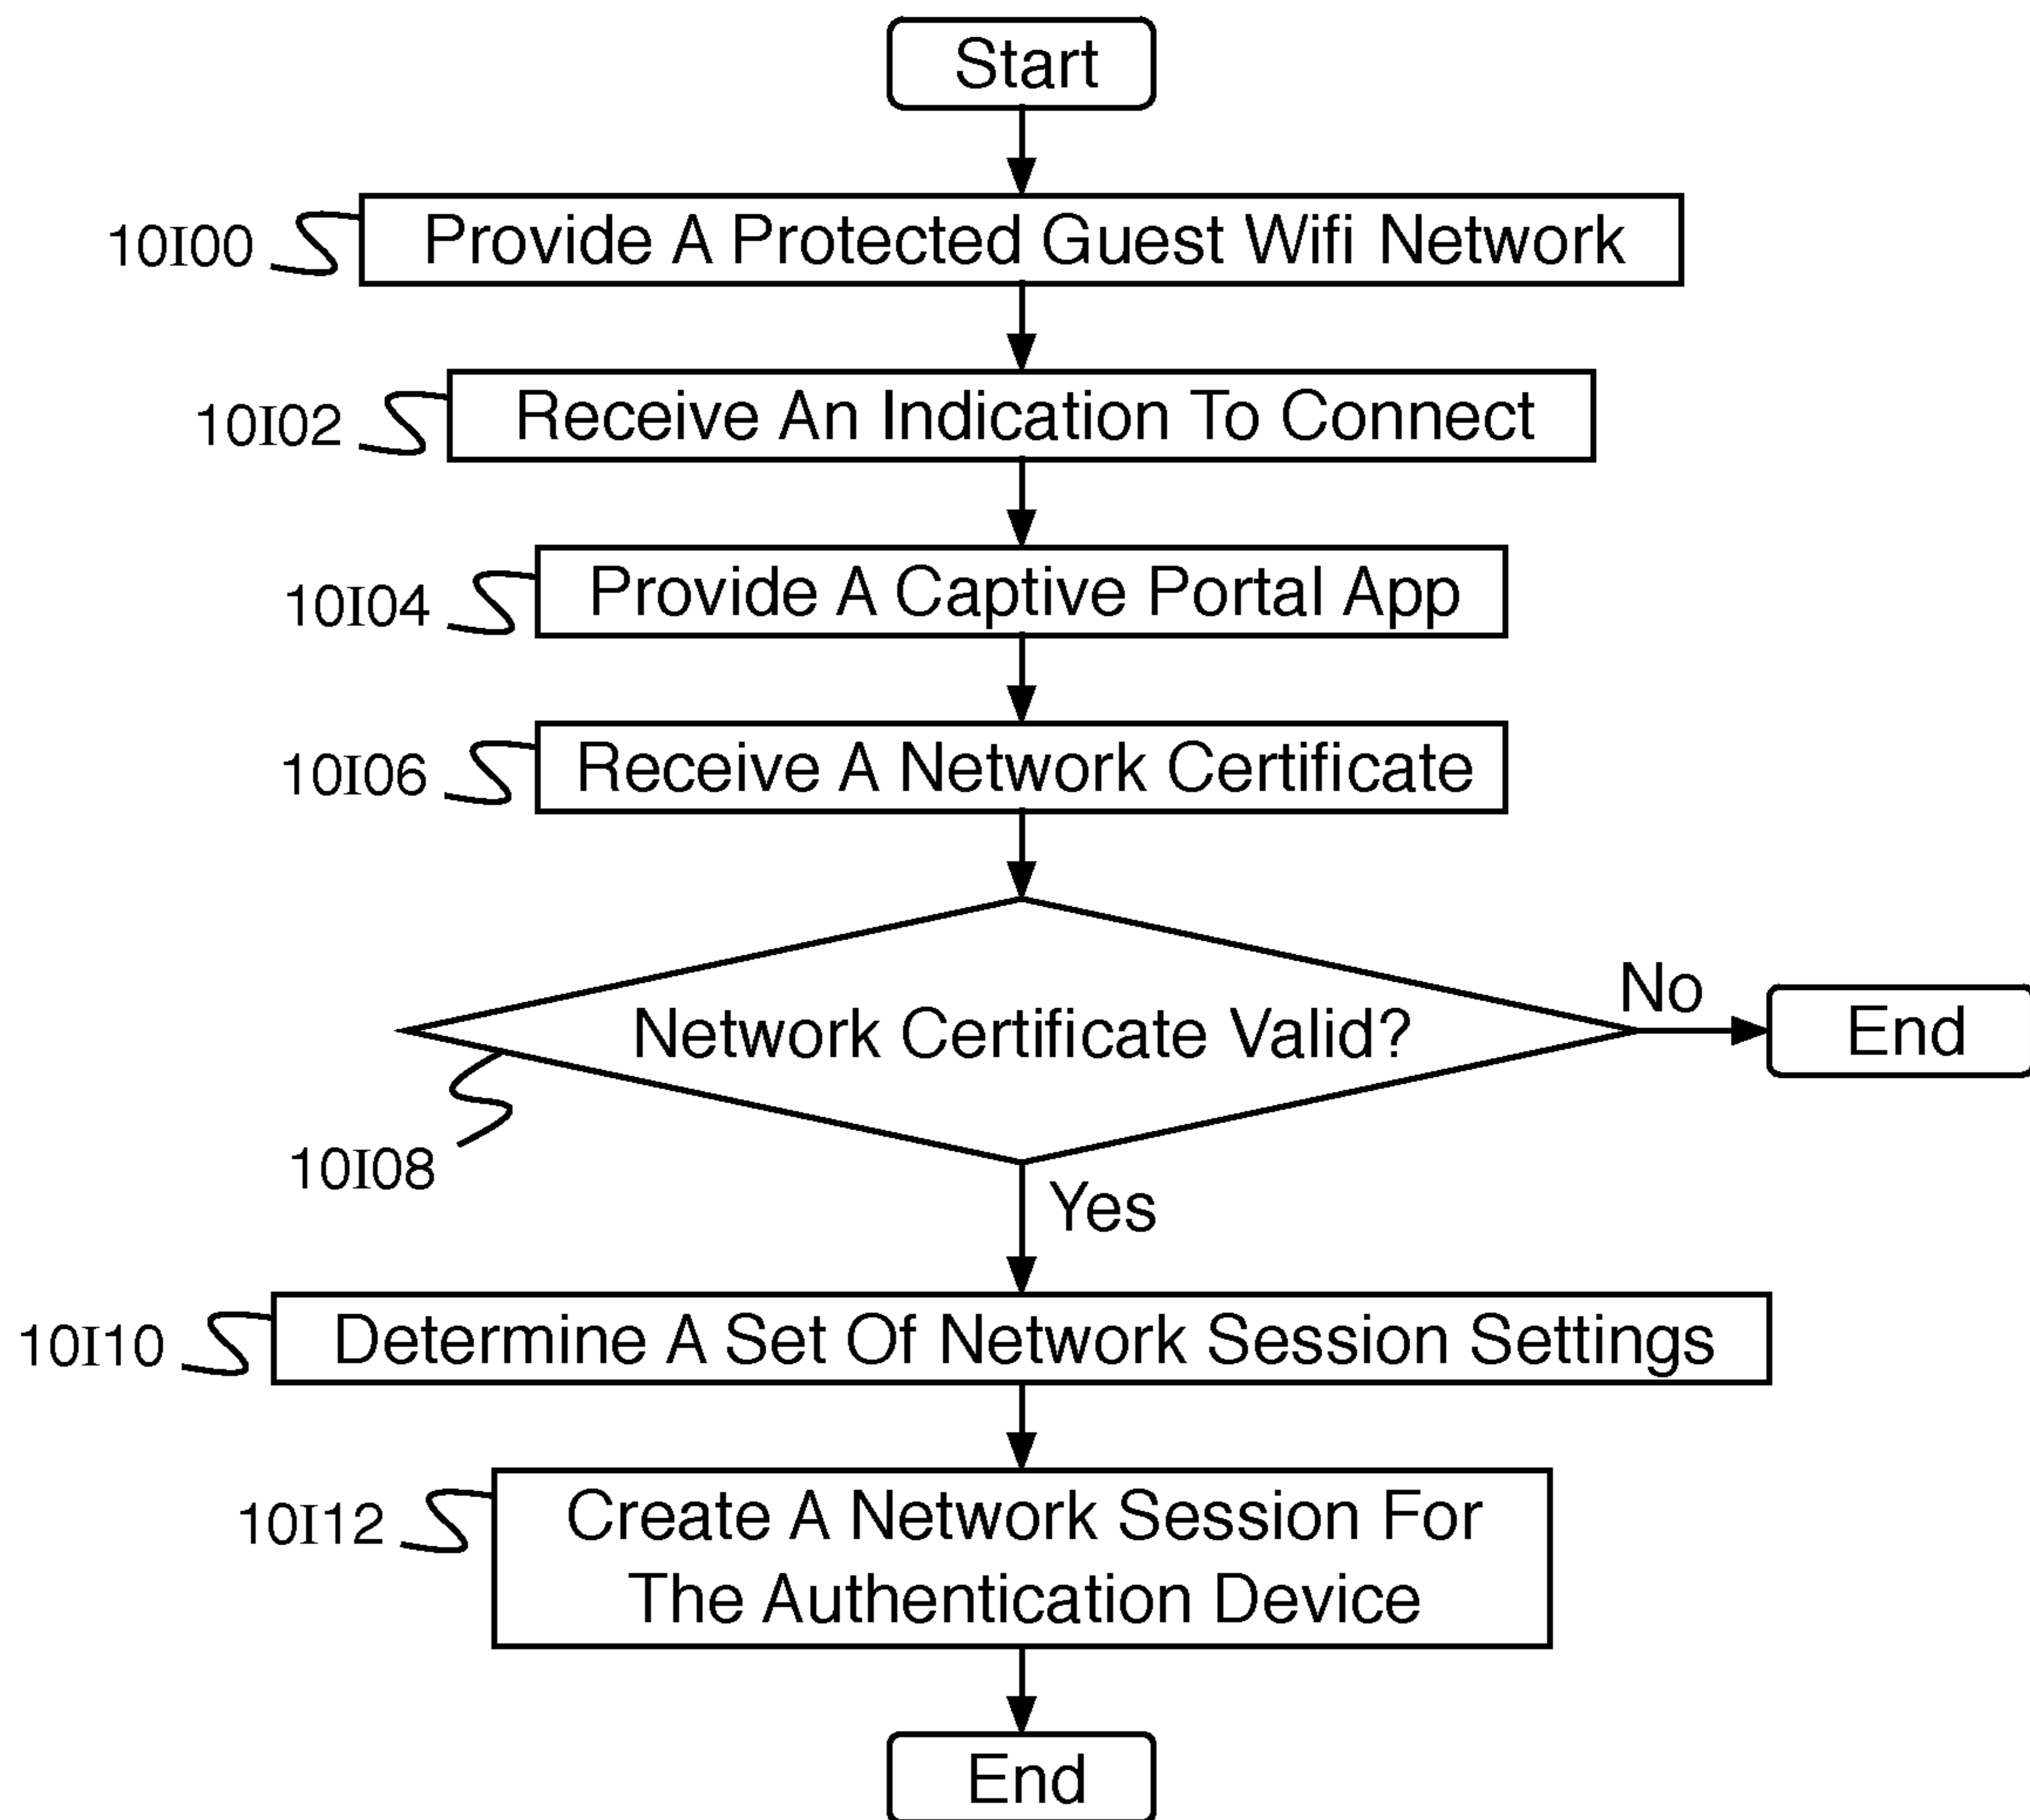 Start
10I00
Provide A Protected Guest Wifi Network
10I02
Receive An Indication To Connect
10I04
Provide A Captive Portal App
10I06
Receive A Network Certificate
Network Certificate Valid?
No
End
10I08
Yes
10I10
Determine A Set Of Network Session Settings
10I12
Create A Network Session For
The Authentication Device
End